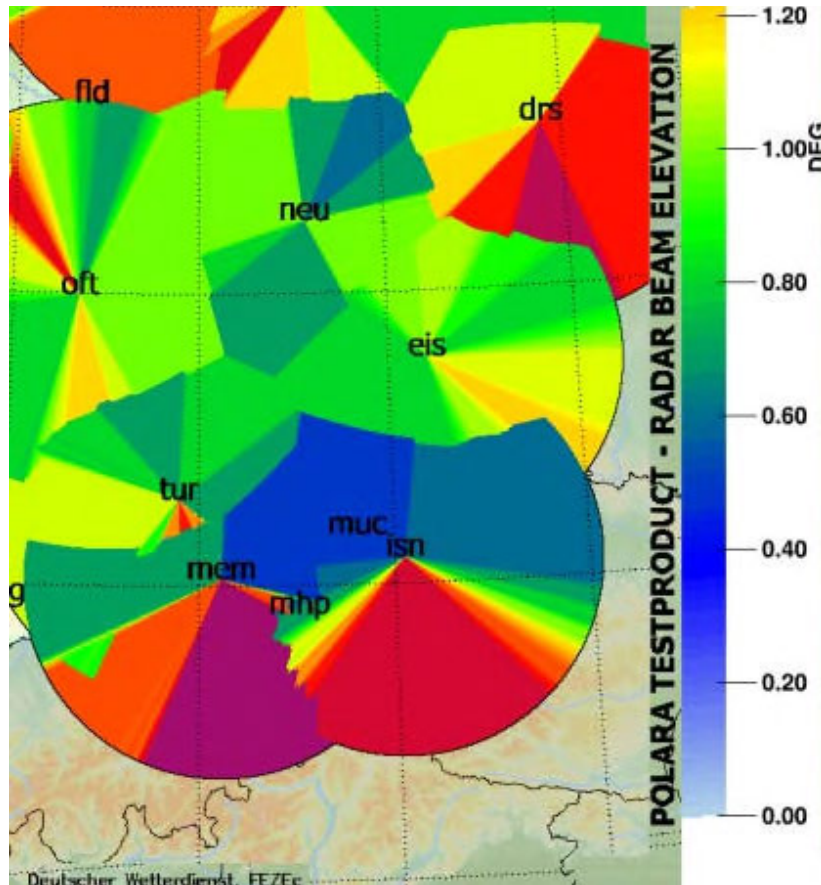 fld
drs
neu
oft
eis
tur
muc
isn
mem
mhp
g
POLARA TESTPRODUCT - RADAR BEAM ELEVATION
1.20
DEG
1.00
0.80
0.60
0.40
0.20
0.00
Deutscher Wetterdienst